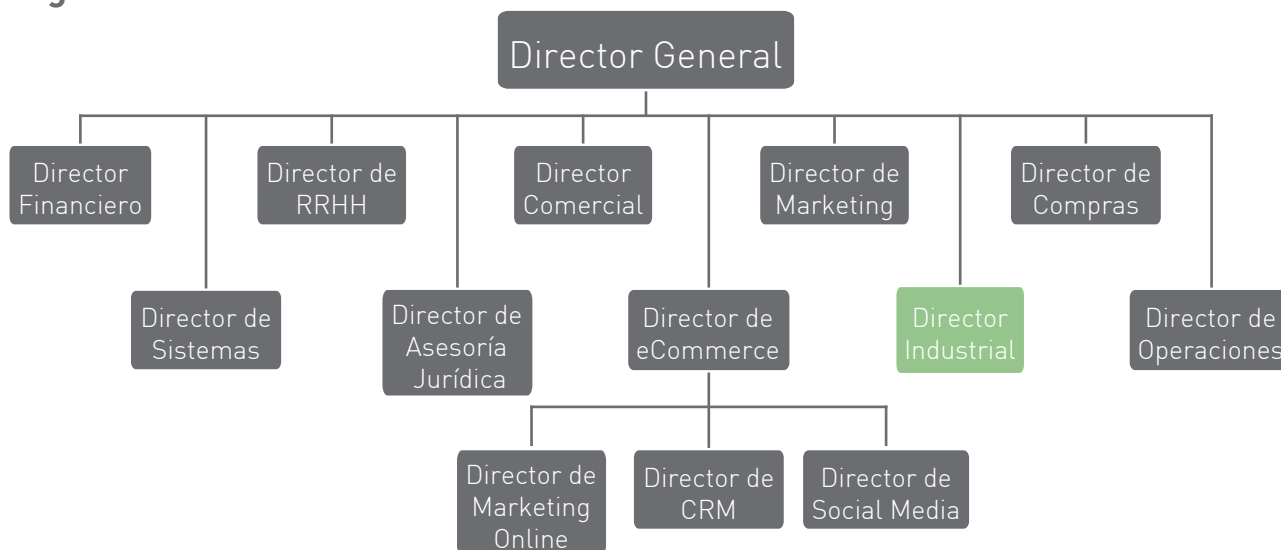 Director General
Director
Financiero
Director de
RRHH
Director
Comercial
Director de
Marketing
Director de
Compras
Director de
Sistemas
Director de
Asesoría
Jurídica
Director de
eCommerce
Director
Industrial
Director de
Operaciones
Director de
Marketing
Online
Director de
CRM
Director de
Social Media